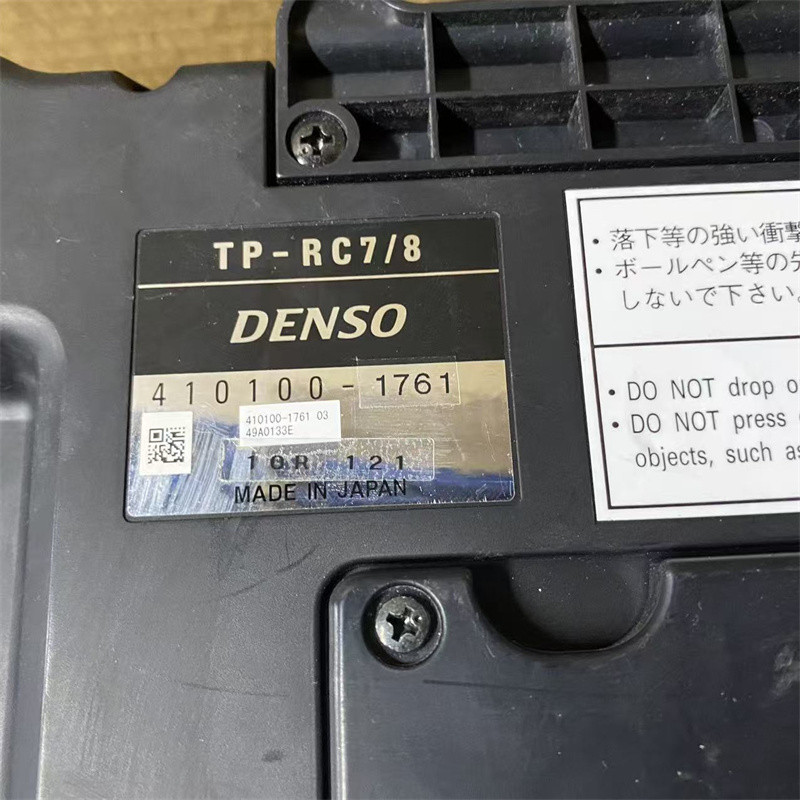 TP-RC7/8
DENSO
410100-1761
410100-1761 03
49A0133E
10R 121
MADE IN JAPAN
・落下等の強い衝撃
・ボールペン等の先
しないで下さい。
• DO NOT drop o
• DO NOT press
objects, such as